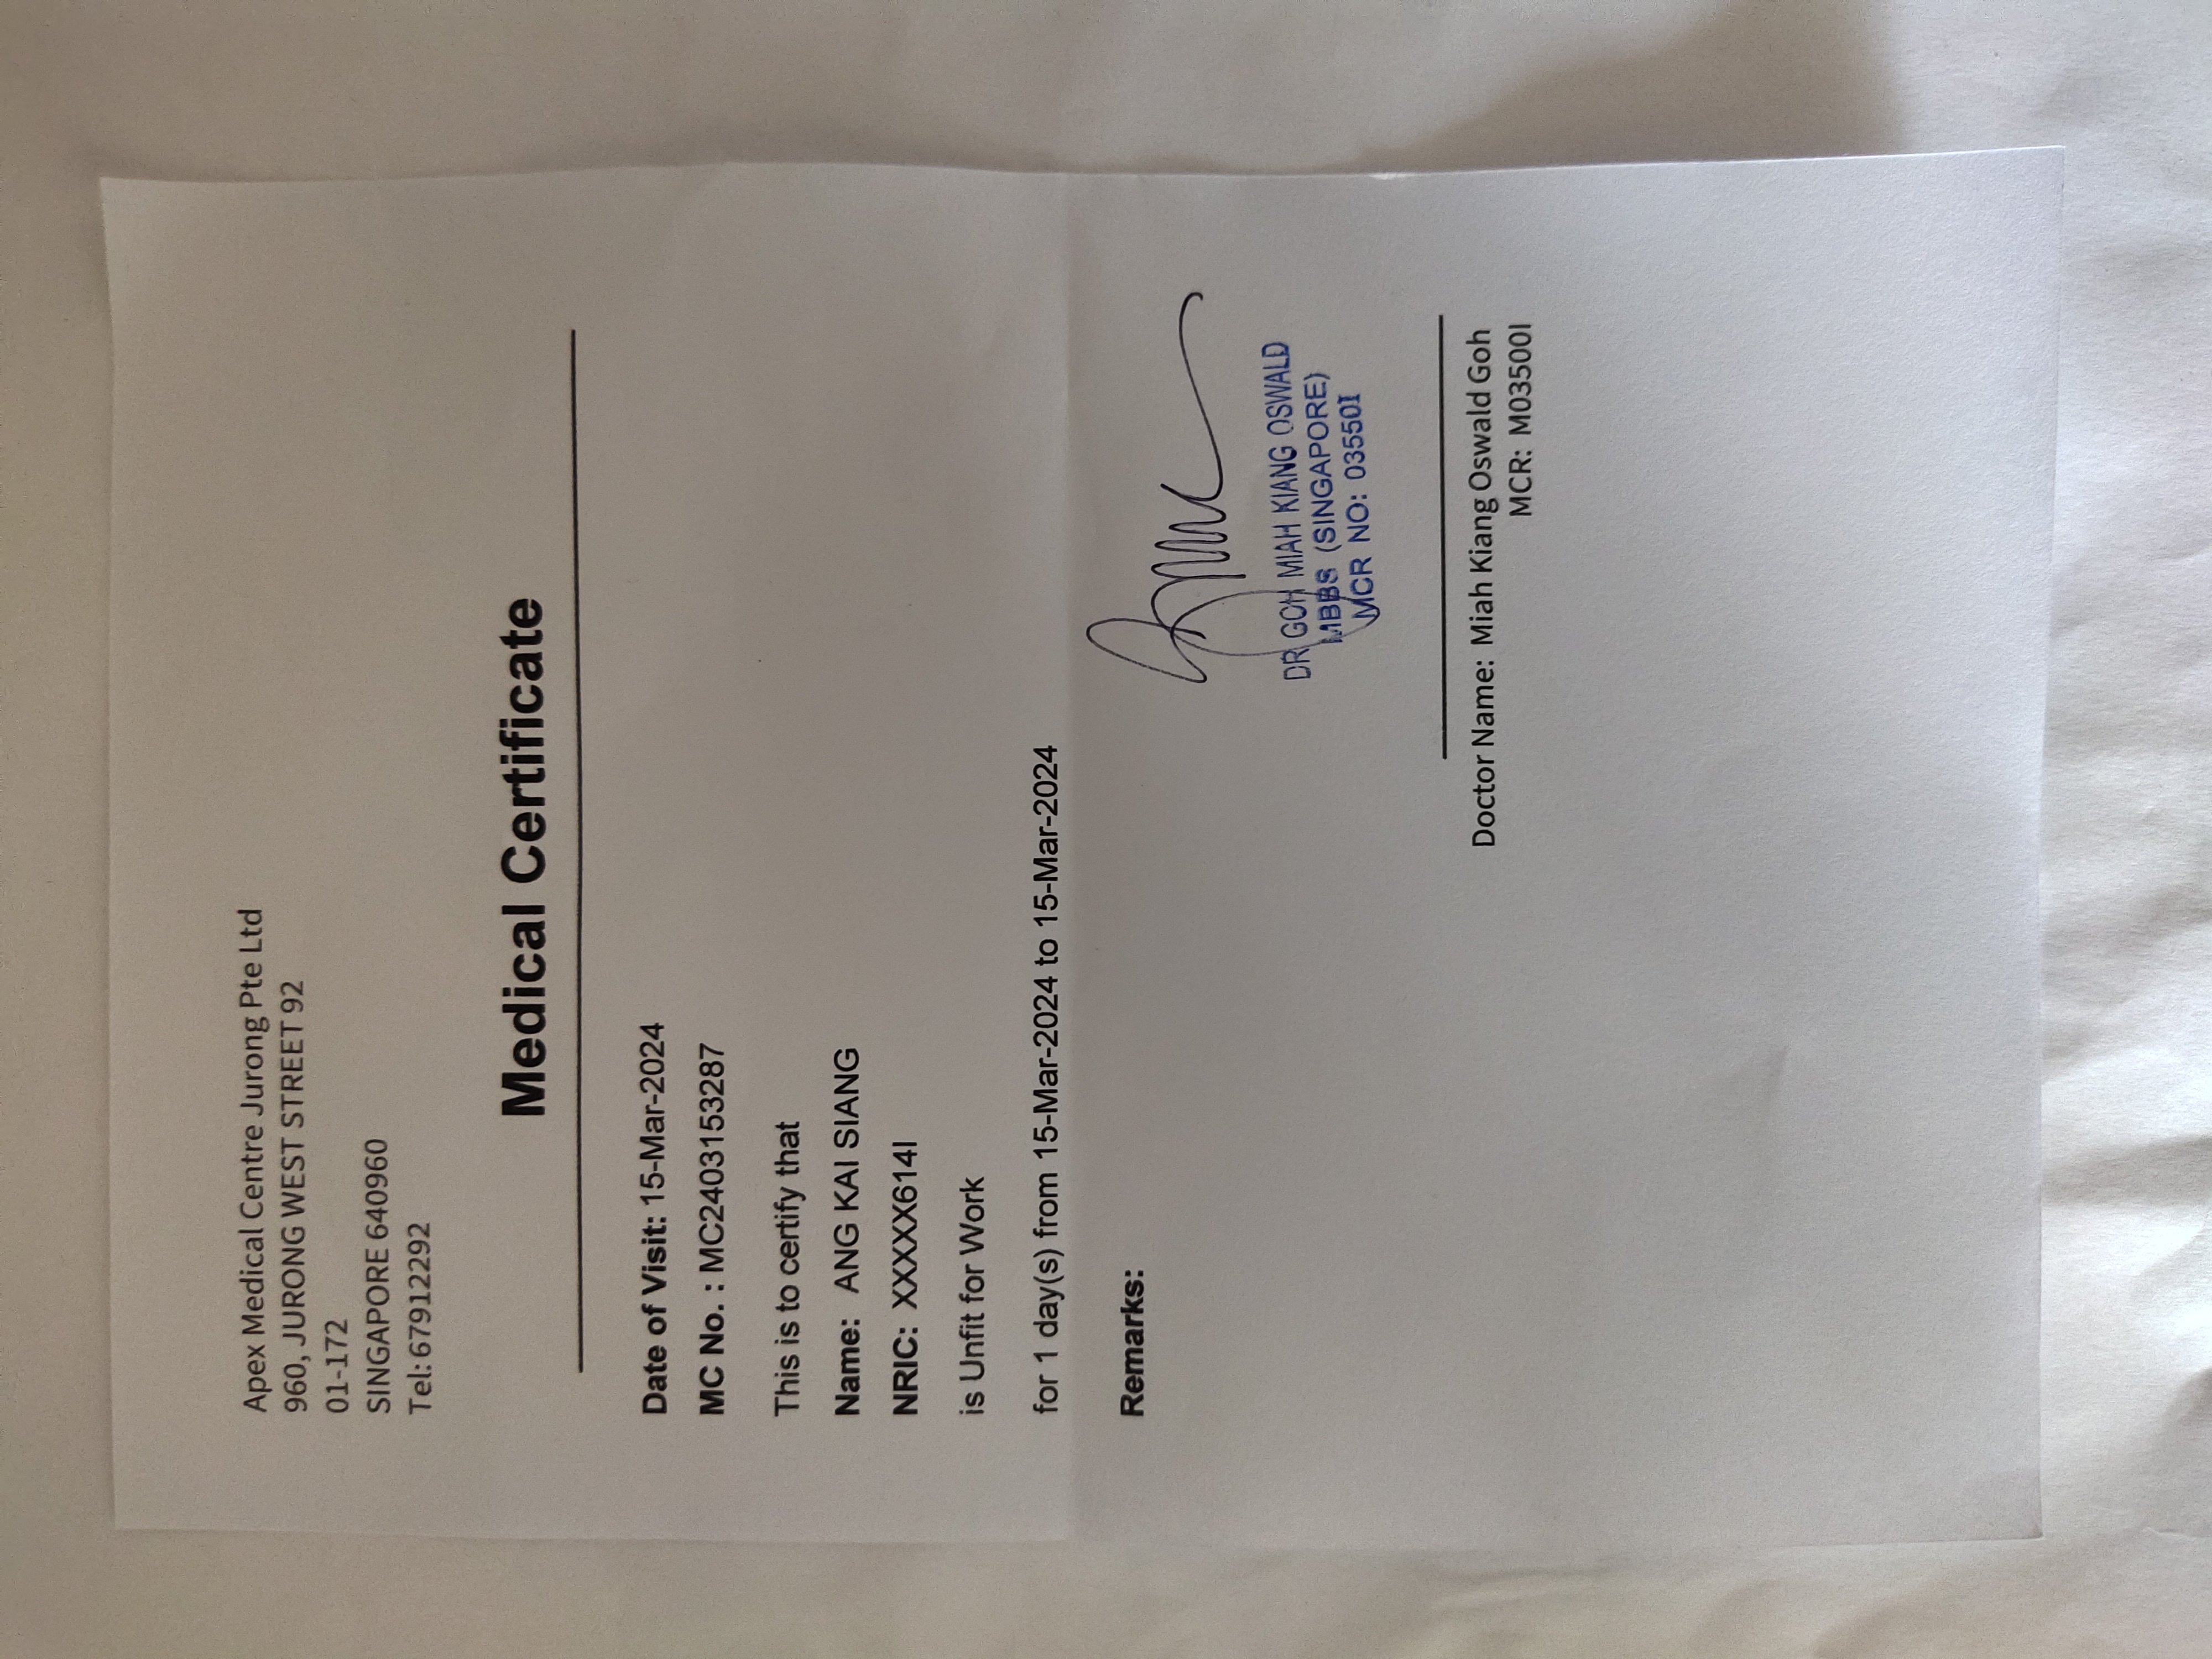 Apex Medical Centre Jurong Pte Ltd
960, JURONG WEST STREET 92
01-172
SINGAPORE 640960
Tel: 67912292
Medical Certificate
Date of Visit: 15-Mar-2024
MC No. : MC2403153287
This is to certify that
Name: ANG KAI SIANG
NRIC: XXXXX614I
is Unfit for Work
for 1 day(s) from 15-Mar-2024 to 15-Mar-2024
Remarks:
DR GOH MIAH KIANG OSWALD
MBBS (SINGAPORE)
MCR NO: 03550I
Doctor Name: Miah Kiang Oswald Goh
MCR: M03500I